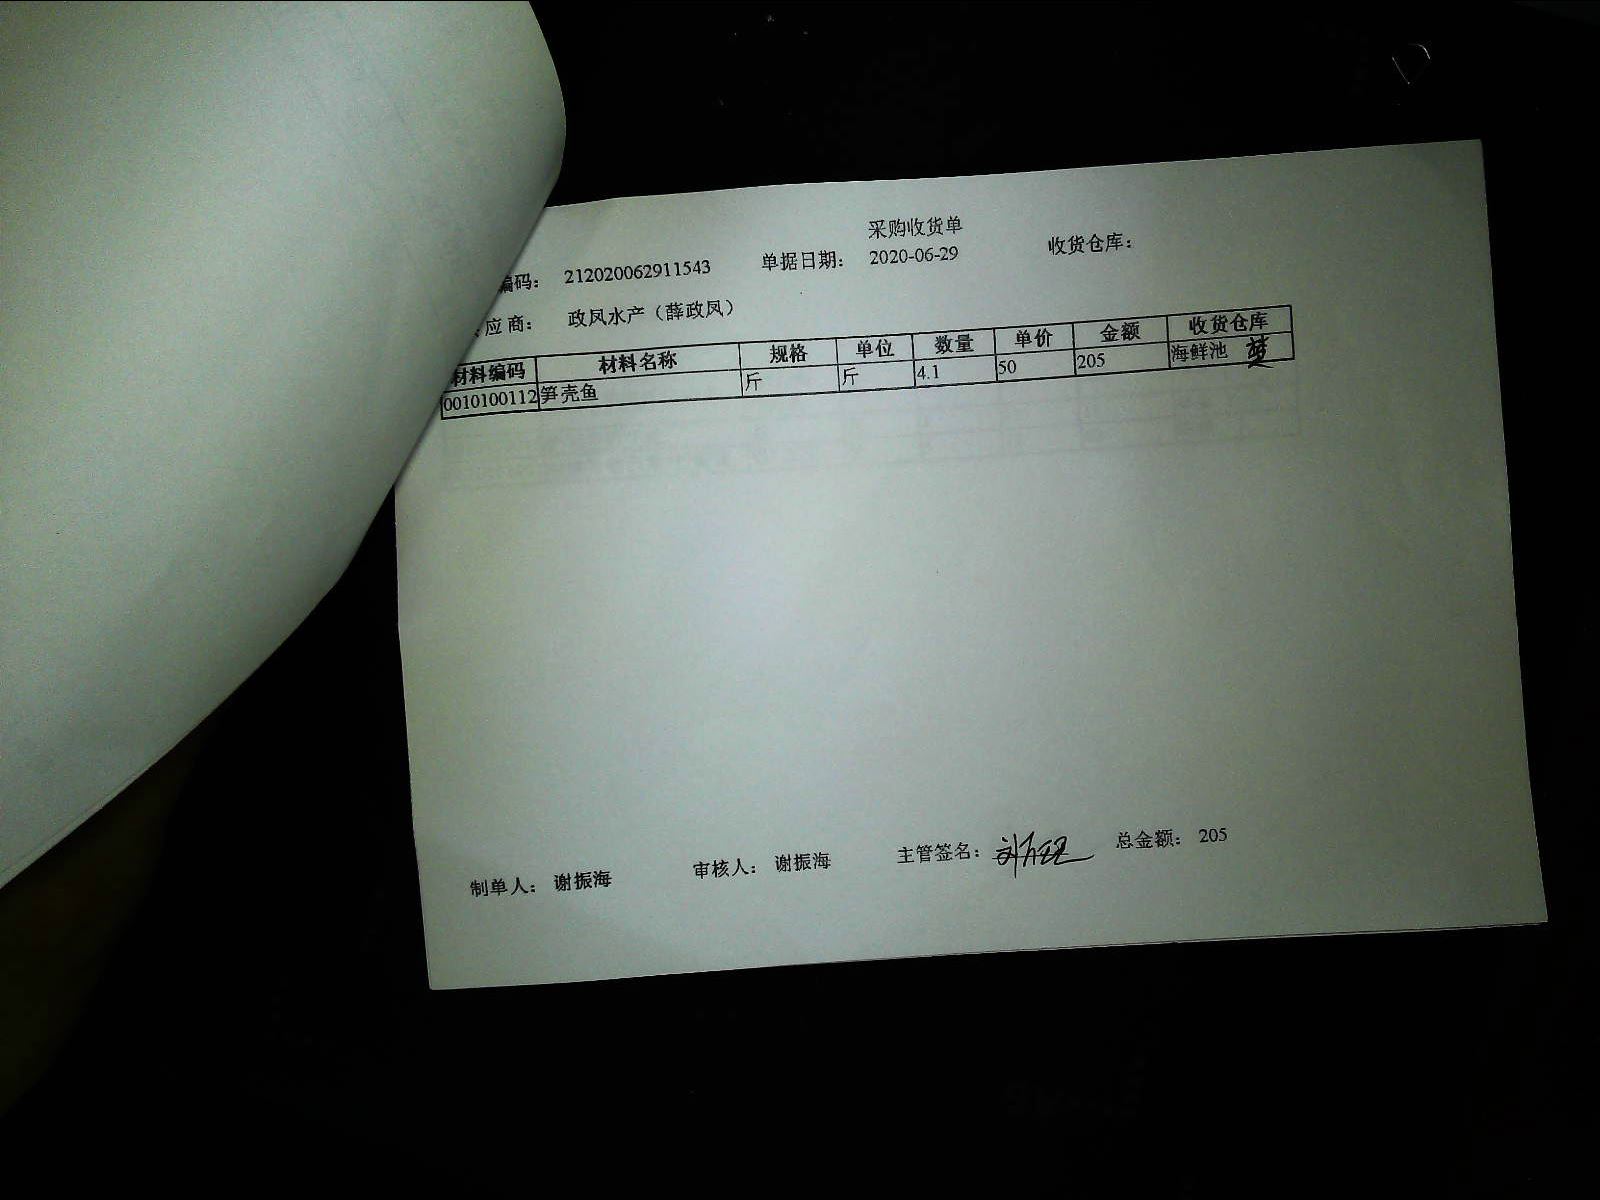 采购收货单
编码： 212020062911543 单据日期： 2020-06-29 收货仓库：
应商： 政凤水产（薛政凤）
材料编码 材料名称 规格 单位 数量 单价 金额 收货仓库
0010100112 笋壳鱼 斤 斤 4.1 50 205 海鲜池
制单人： 谢振海 审核人： 谢振海 主管签名： 总金额： 205